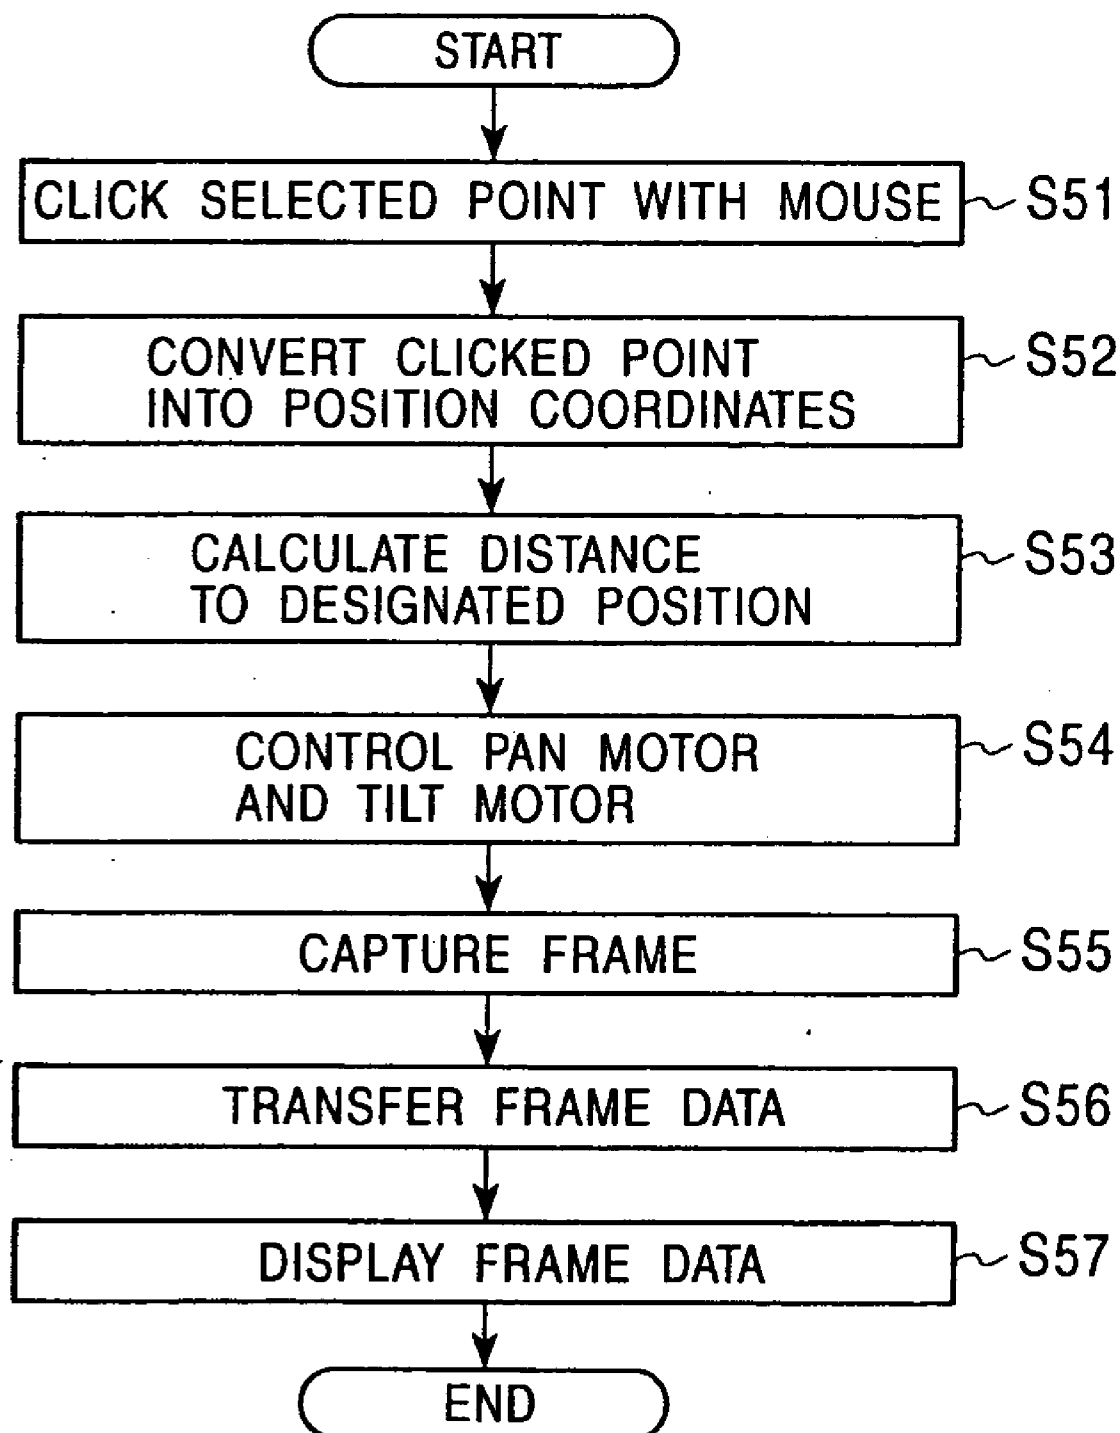 START
CLICK SELECTED POINT WITH MOUSE
S51
CONVERT CLICKED POINT
INTO POSITION COORDINATES
S52
CALCULATE DISTANCE
TO DESIGNATED POSITION
S53
CONTROL PAN MOTOR
AND TILT MOTOR
S54
CAPTURE FRAME
S55
TRANSFER FRAME DATA
S56
DISPLAY FRAME DATA
S57
END